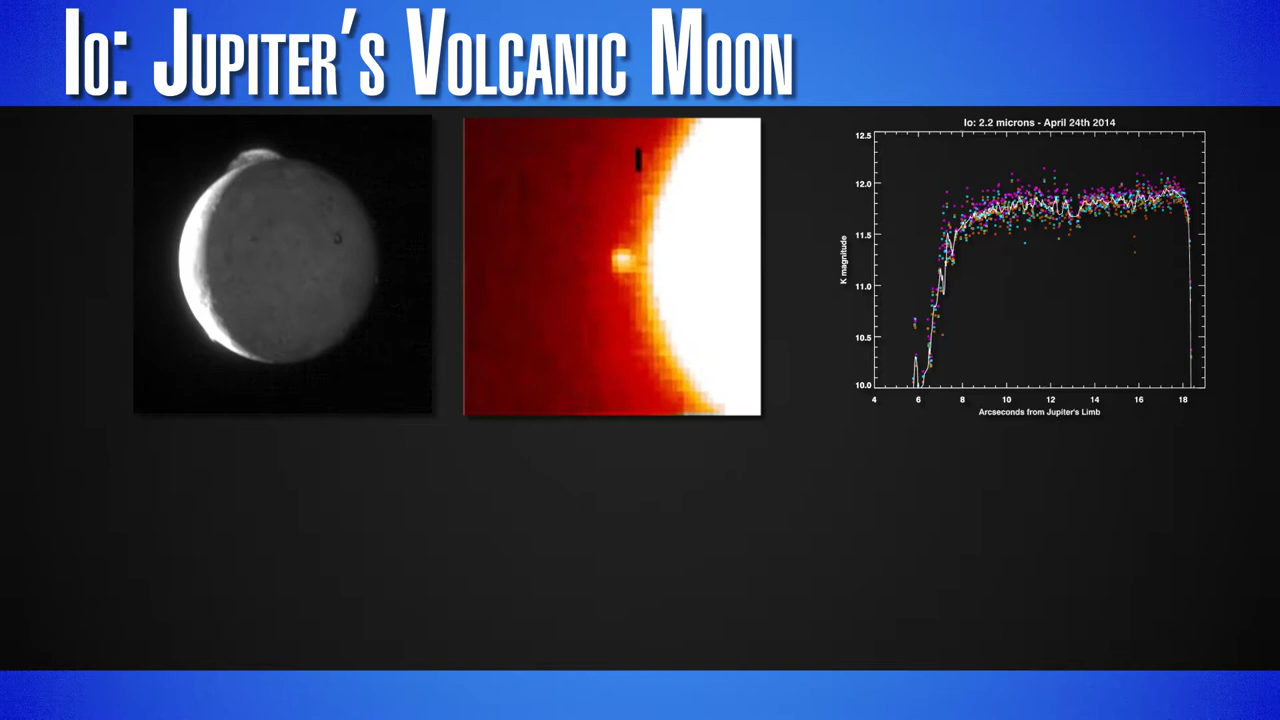 Io: Jupiter's Volcanic Moon
Io: 2.2 microns - April 24th 2014
12.5
12.0
11.5
11.0
10.5
10.0
K magnitude
4 6 8 10 12 14 16 18
Arcseconds from Jupiter's Limb